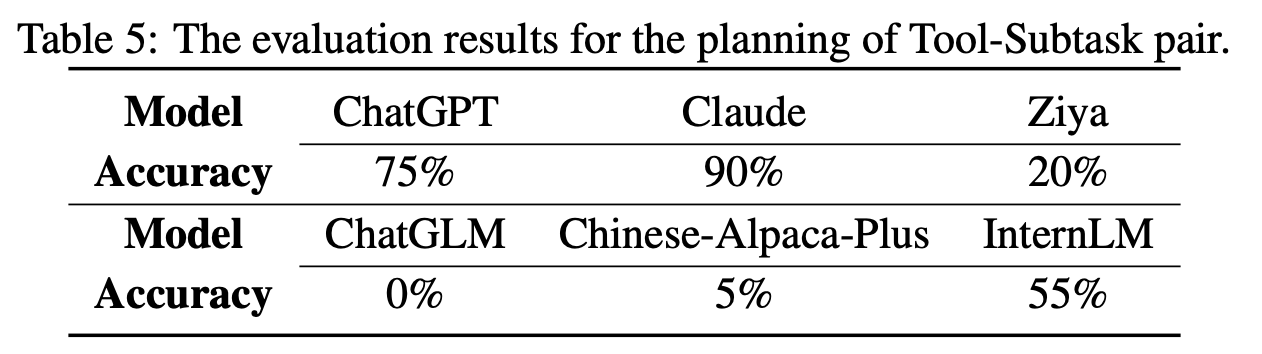 Table 5: The evaluation results for the planning of Tool-Subtask pair.
Model ChatGPT Claude Ziya
Accuracy 75% 90% 20%
Model ChatGLM Chinese-Alpaca-Plus InternLM
Accuracy 0% 5% 55%